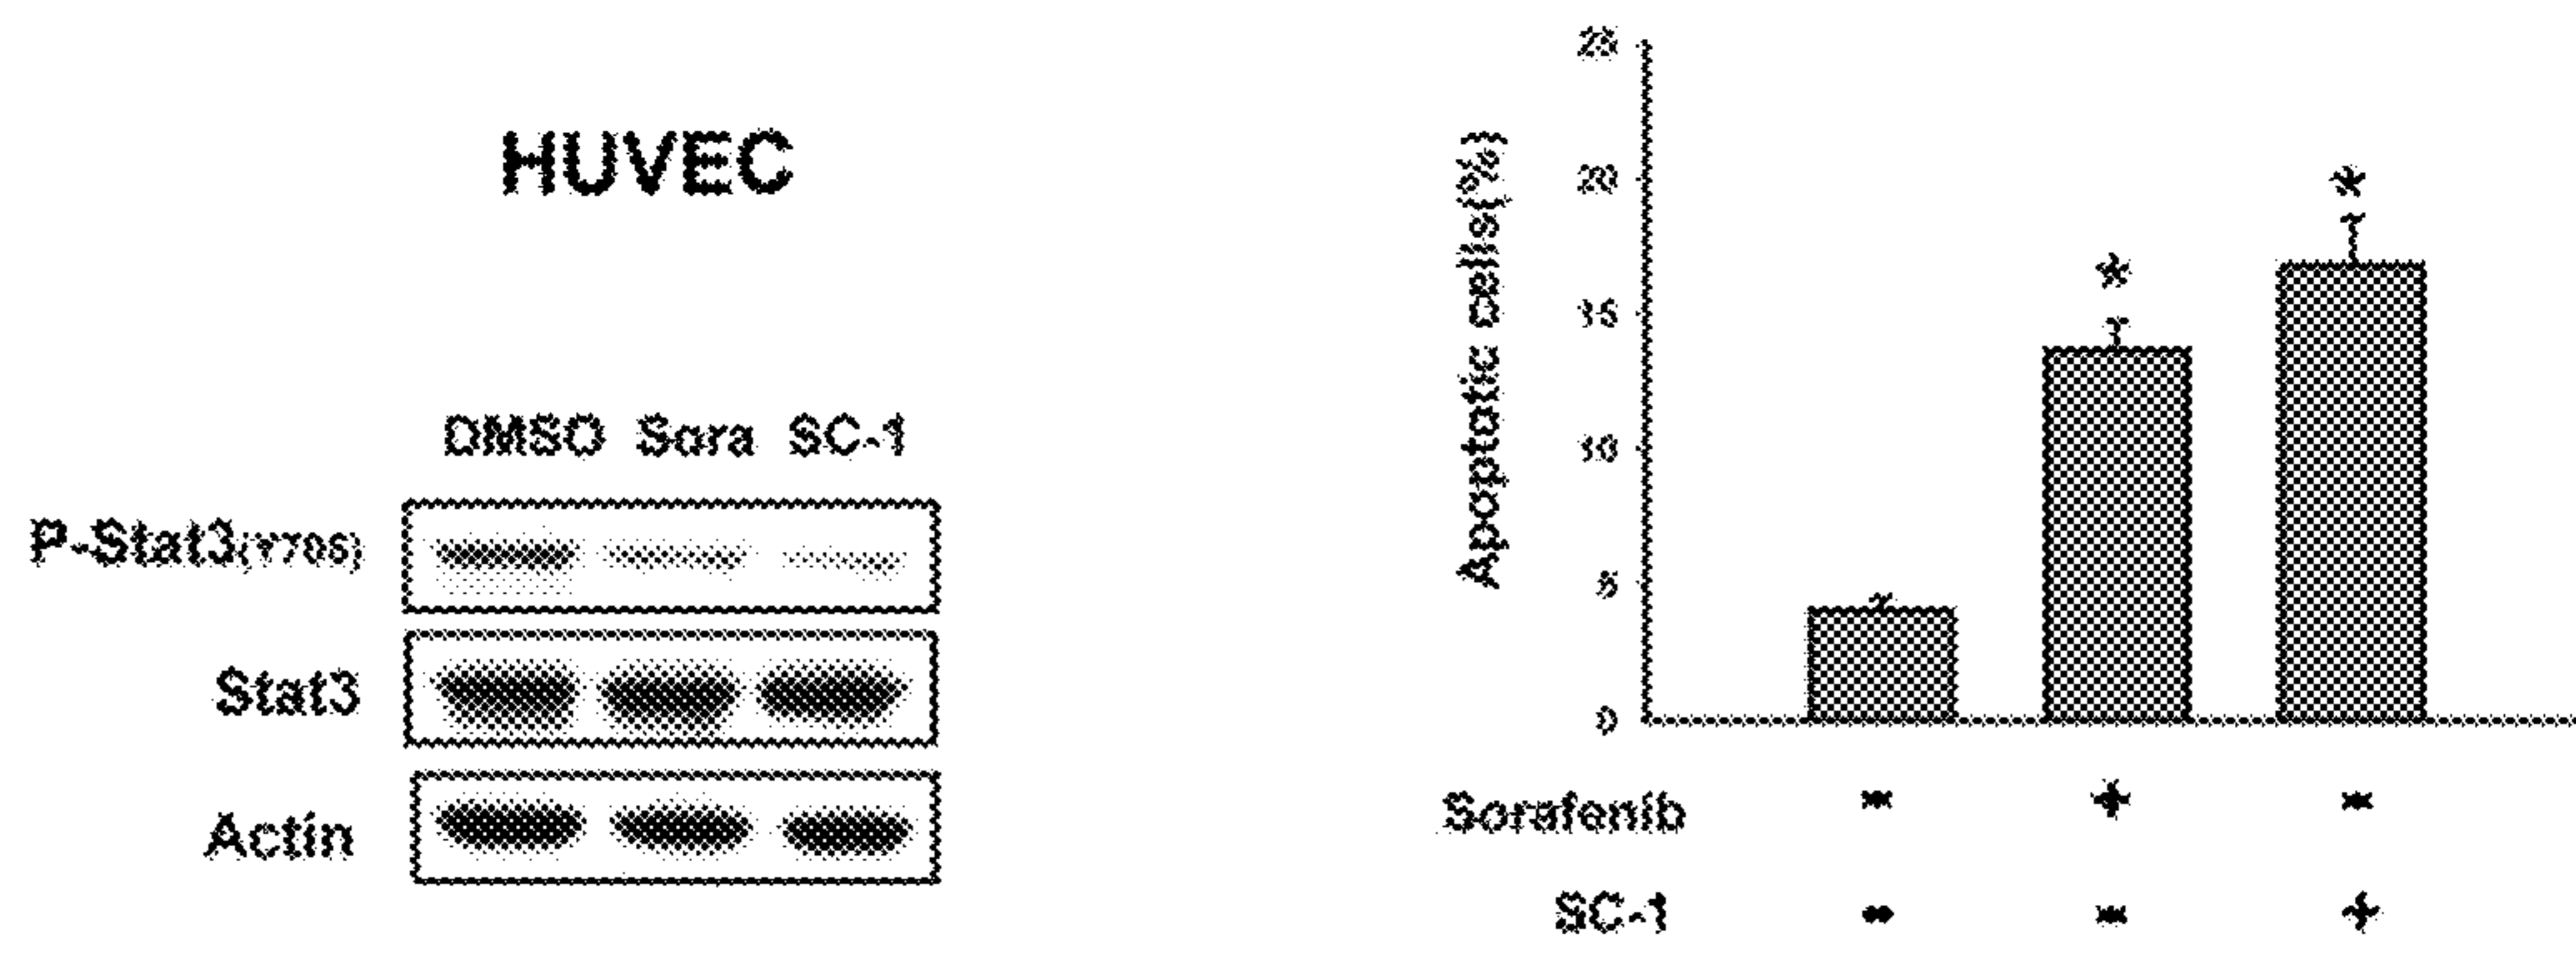 HUVEC
DMSO Sora SC-1
P-Stat3(Y705)
Stat3
Actin
Apoptotic cells(%)
25
20
15
10
5
0
*
*
Sorafenib - + -
SC-1 - - +